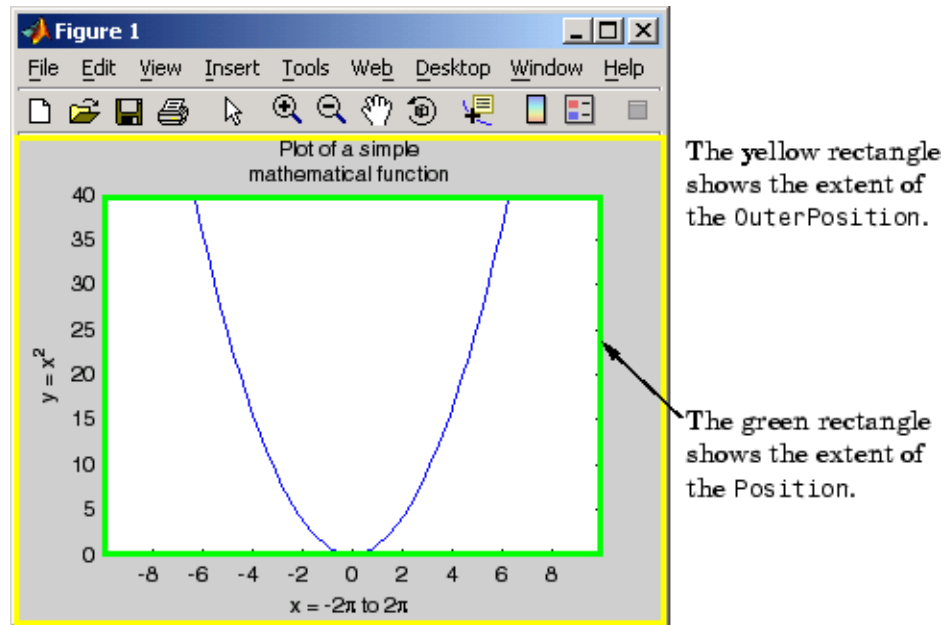 Figure 1
File Edit View Insert Tools Web Desktop Window Help
Plot of a simple
mathematical function
40
35
30
25
20
15
10
5
0
y = x²
-8 -6 -4 -2 0 2 4 6 8
x = -2π to 2π
The yellow rectangle
shows the extent of
the OuterPosition.
The green rectangle
shows the extent of
the Position.